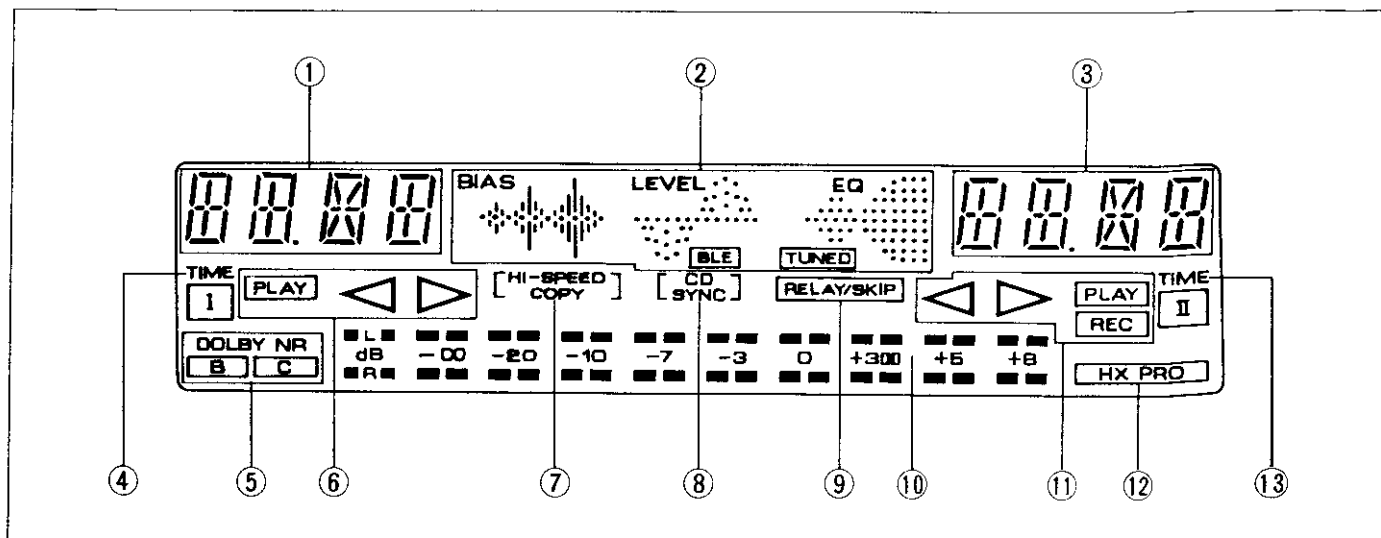 ① ② ③
BIAS LEVEL EQ
BLE TUNED
④ TIME TIME ⑬
I PLAY [HI-SPEED COPY] [CD SYNC] RELAY/SKIP PLAY II
REC
DOLBY NR
B C
L
dB -∞ -20 -10 -7 -3 0 +3 +5 +8
R
HX PRO
④ ⑤ ⑥ ⑦ ⑧ ⑨ ⑩ ⑪ ⑫ ⑬